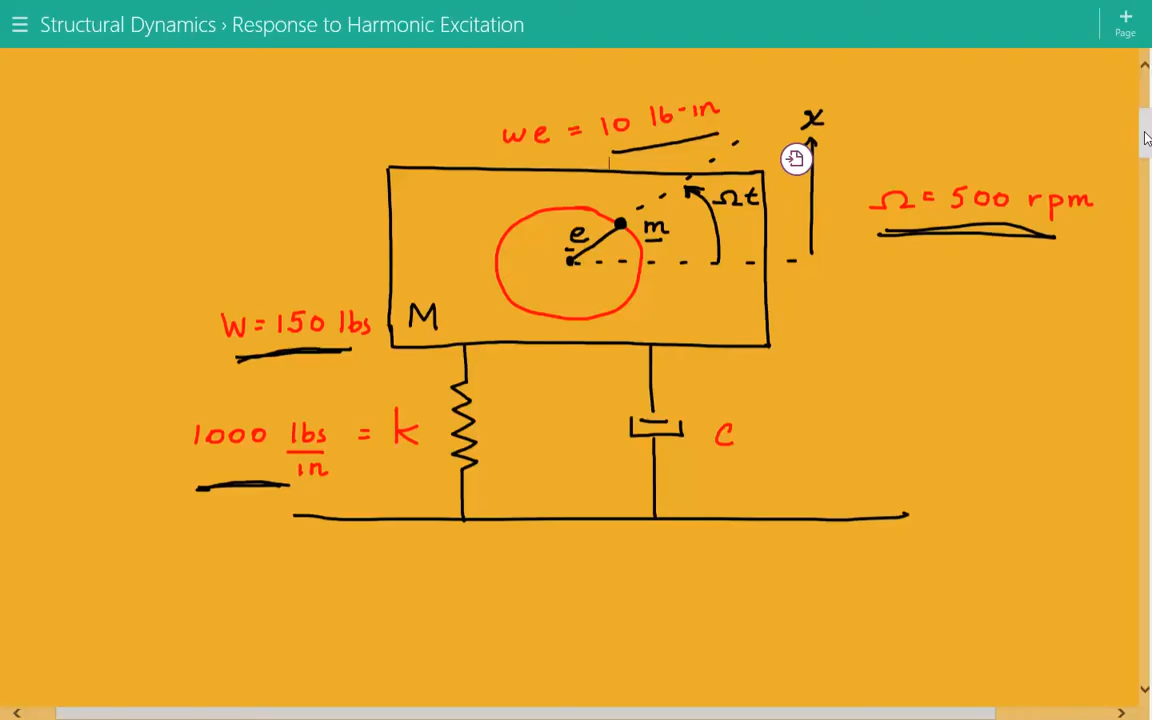 Structural Dynamics › Response to Harmonic Excitation
Page
we = 10 lb-in
x
Ωt
Ω = 500 rpm
e
m
M
W = 150 lbs
1000 lbs/in = k
c